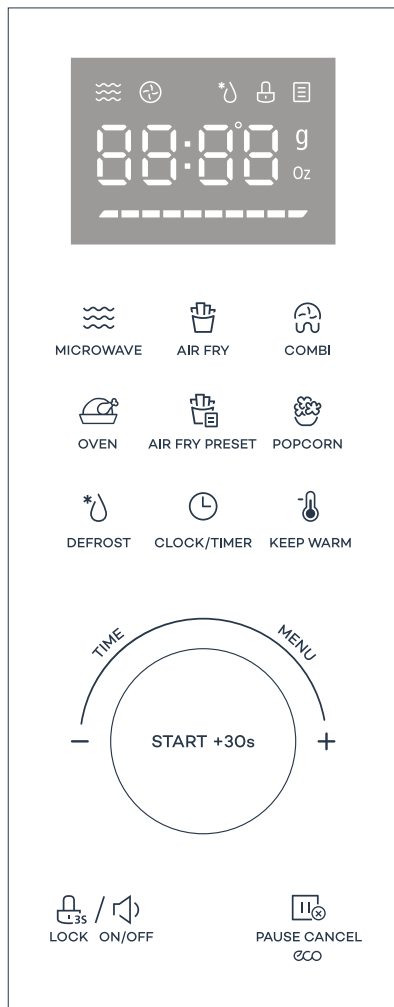 88:88° g
Oz
MICROWAVE AIR FRY COMBI
OVEN AIR FRY PRESET POPCORN
DEFROST CLOCK/TIMER KEEP WARM
TIME MENU
START +30s
- +
3S /
LOCK ON/OFF PAUSE CANCEL
eco